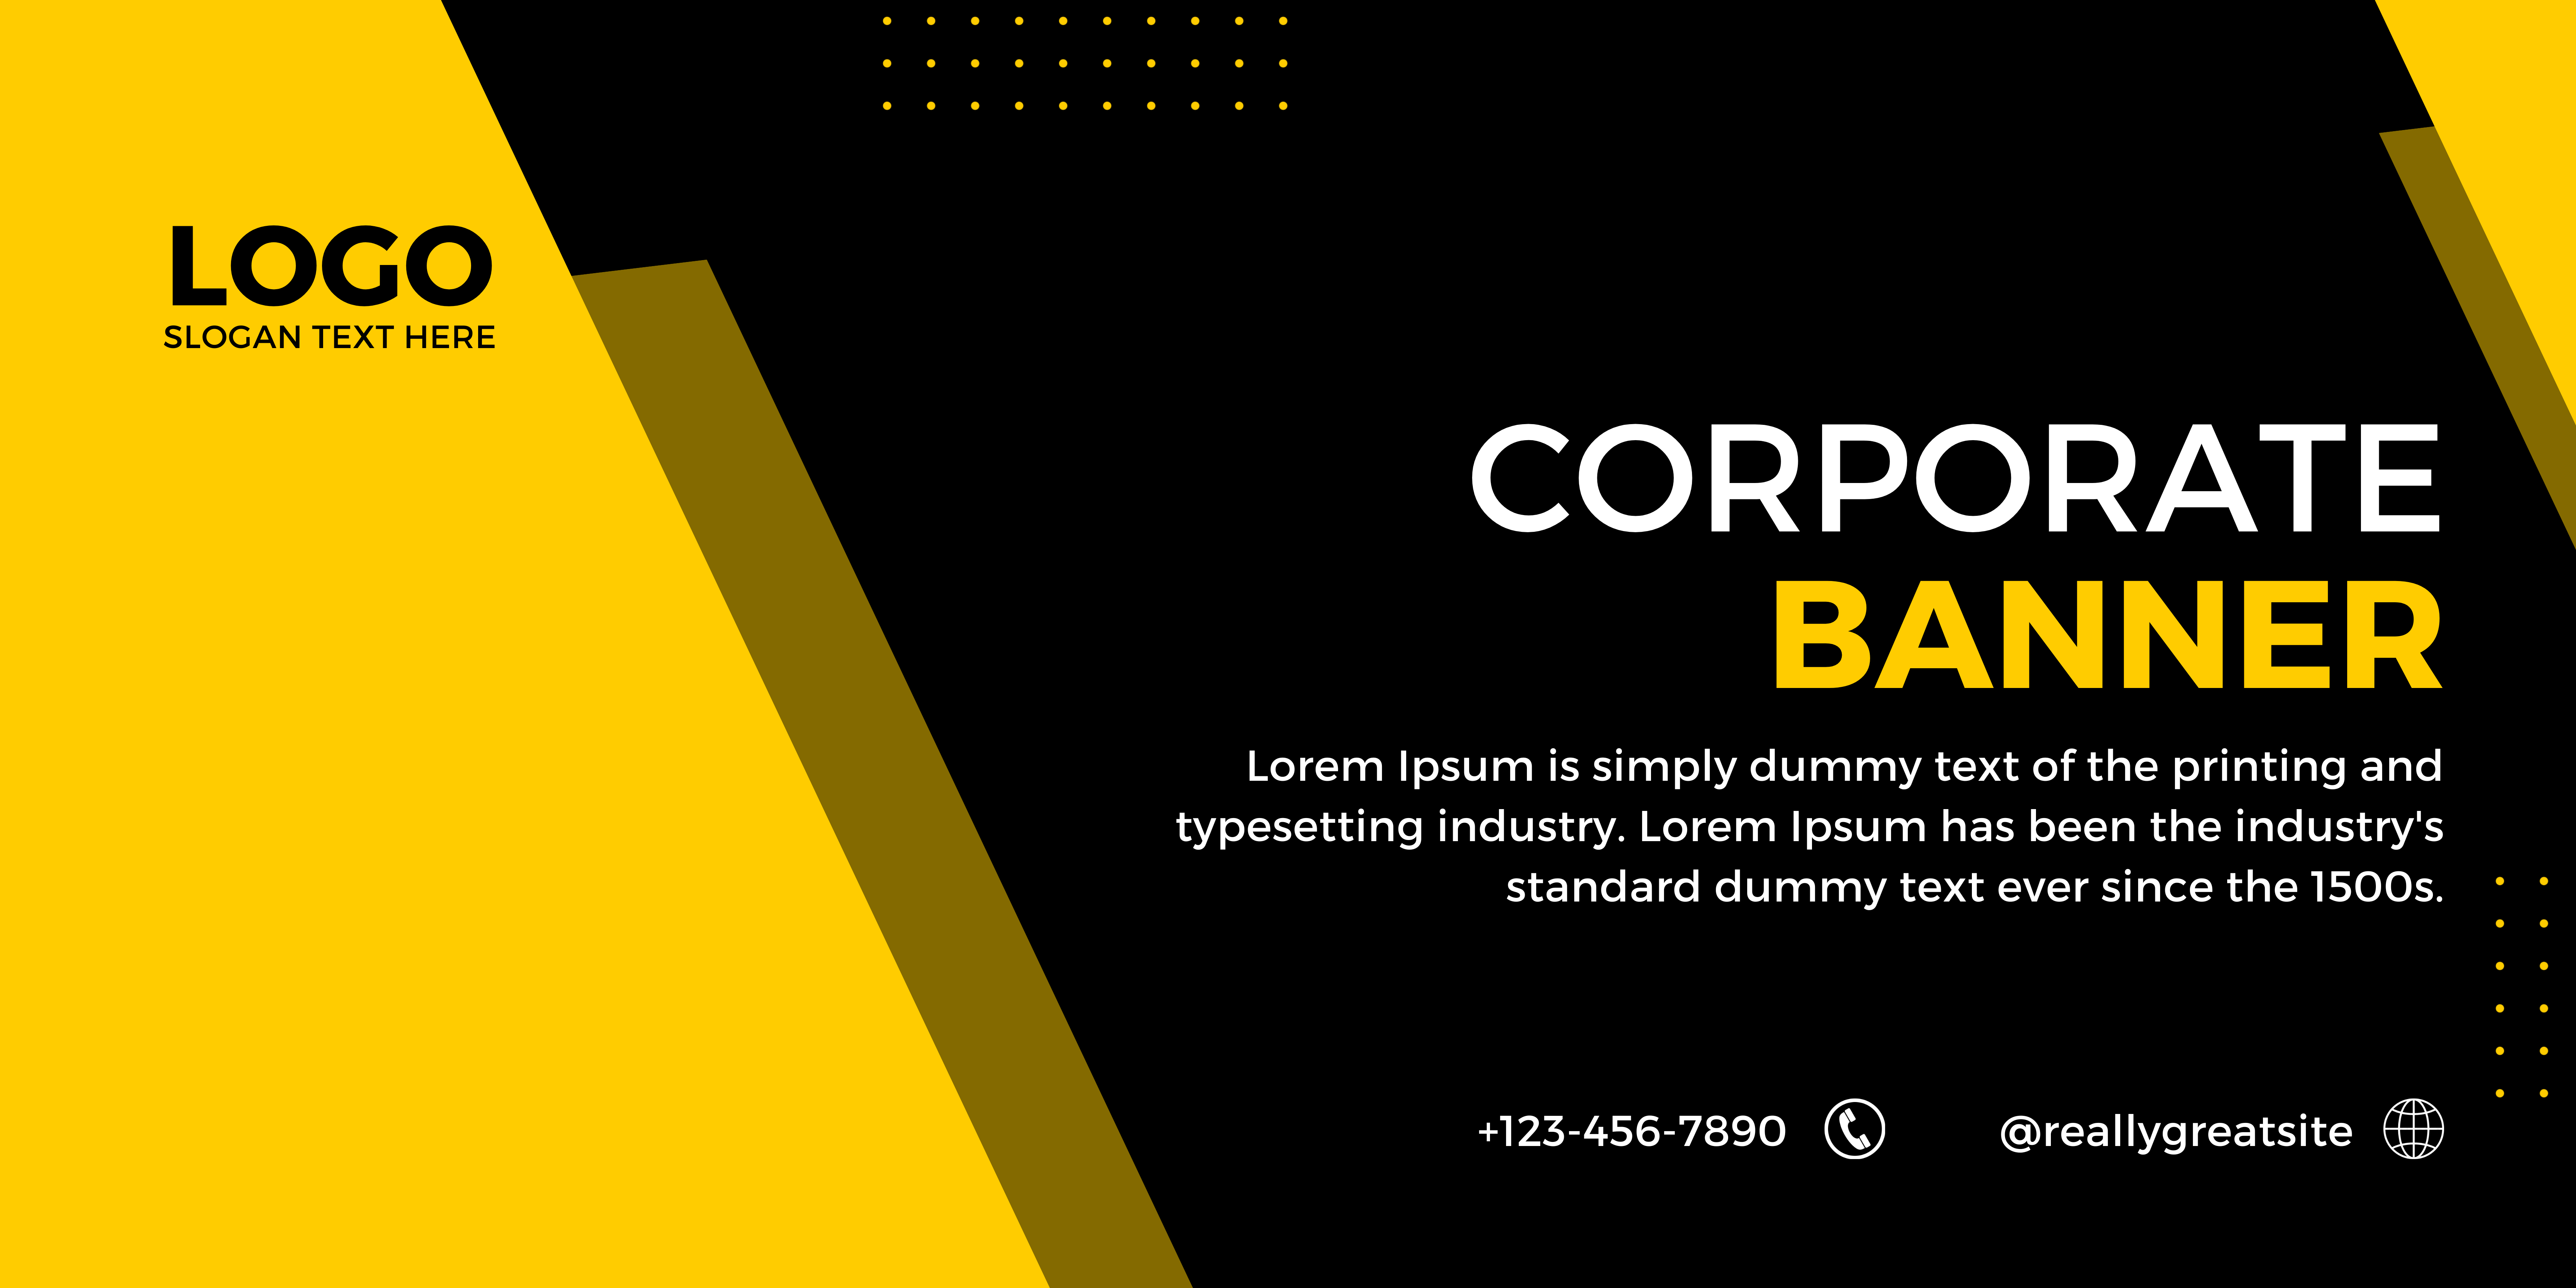 LOGO
SLOGAN TEXT HERE
CORPORATE
BANNER
Lorem Ipsum is simply dummy text of the printing and
typesetting industry. Lorem Ipsum has been the industry's
standard dummy text ever since the 1500s.
+123-456-7890
@reallygreatsite